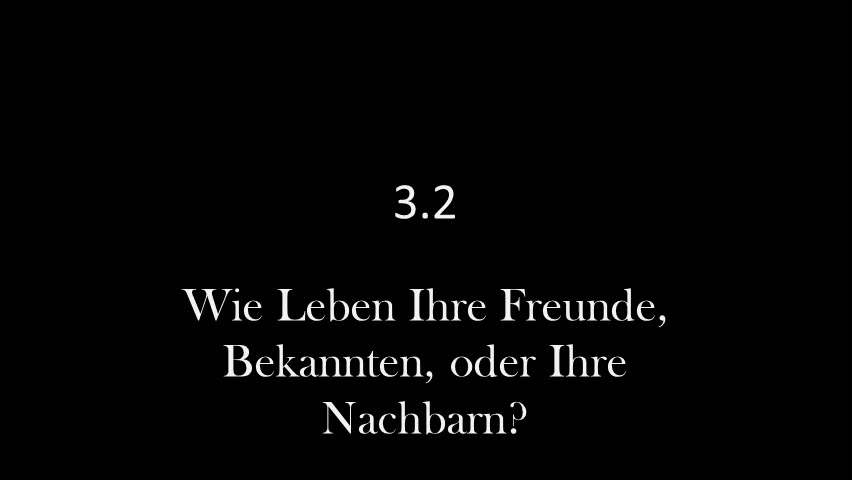 3.2
Wie Leben Ihre Freunde,
Bekannten, oder Ihre
Nachbarn?